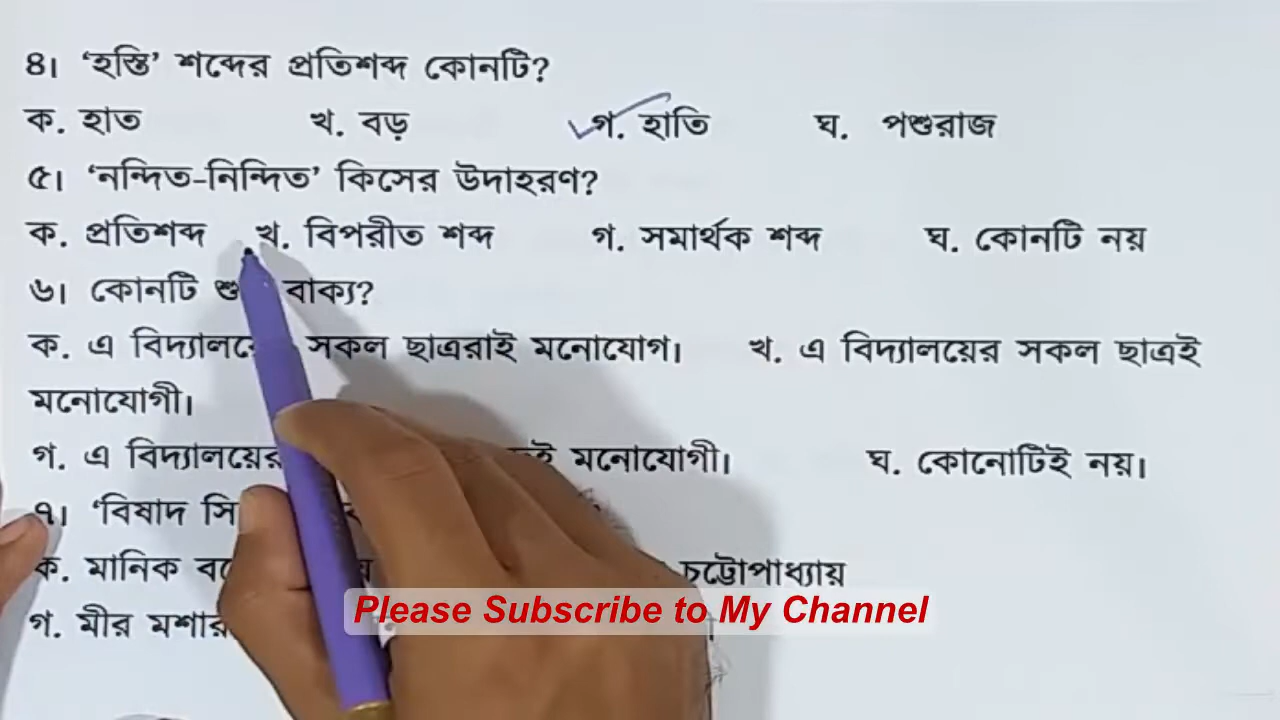 ৪। ‘হস্তি’ শব্দের প্রতিশব্দ কোনটি?
ক. হাত খ. বড় গ. হাতি ঘ. পশুরাজ
৫। ‘নন্দিত-নিন্দিত’ কিসের উদাহরণ?
ক. প্রতিশব্দ খ. বিপরীত শব্দ গ. সমার্থক শব্দ ঘ. কোনটি নয়
৬। কোনটি বাক্য?
ক. এ সকল ছাত্ররাই মনোযোগ। খ. এ বিদ্যালয়ের সকল ছাত্রই
মনোযোগী।
গ. এ বিদ্যালয়ের মনোযোগী। ঘ. কোনোটিই নয়।
৭। ‘বিষাদ
ক. মানিক চট্টোপাধ্যায়
গ. মীর
Please Subscribe to My Channel